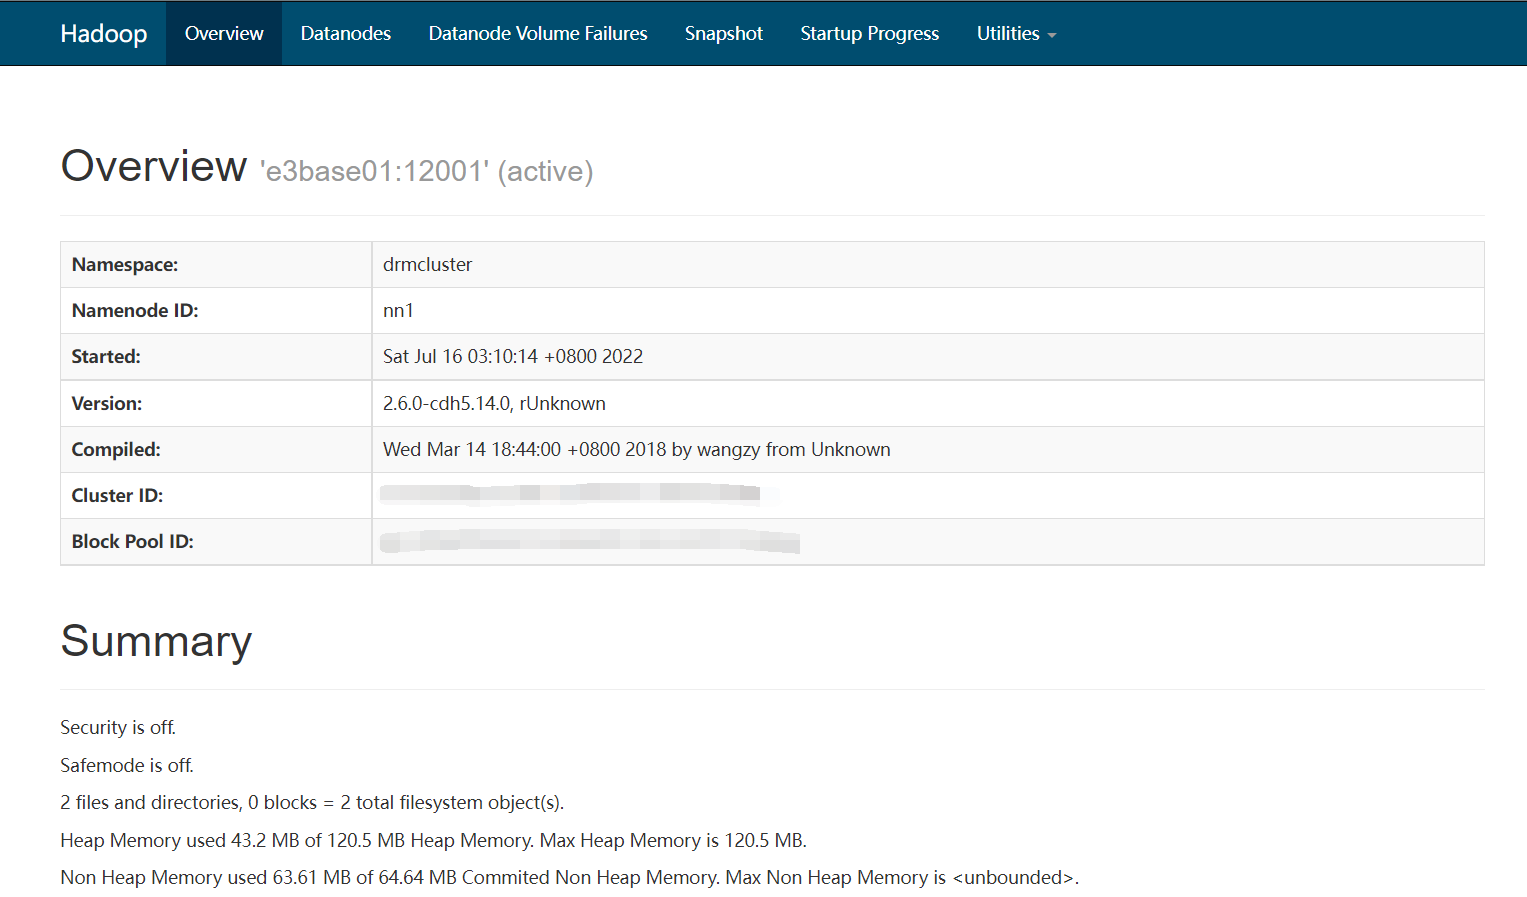 Hadoop Overview Datanodes Datanode Volume Failures Snapshot Startup Progress Utilities
Overview 'e3base01:12001' (active)
Namespace: drmcluster
Namenode ID: nn1
Started: Sat Jul 16 03:10:14 +0800 2022
Version: 2.6.0-cdh5.14.0, rUnknown
Compiled: Wed Mar 14 18:44:00 +0800 2018 by wangzy from Unknown
Cluster ID:
Block Pool ID:
Summary
Security is off.
Safemode is off.
2 files and directories, 0 blocks = 2 total filesystem object(s).
Heap Memory used 43.2 MB of 120.5 MB Heap Memory. Max Heap Memory is 120.5 MB.
Non Heap Memory used 63.61 MB of 64.64 MB Commited Non Heap Memory. Max Non Heap Memory is <unbounded>.